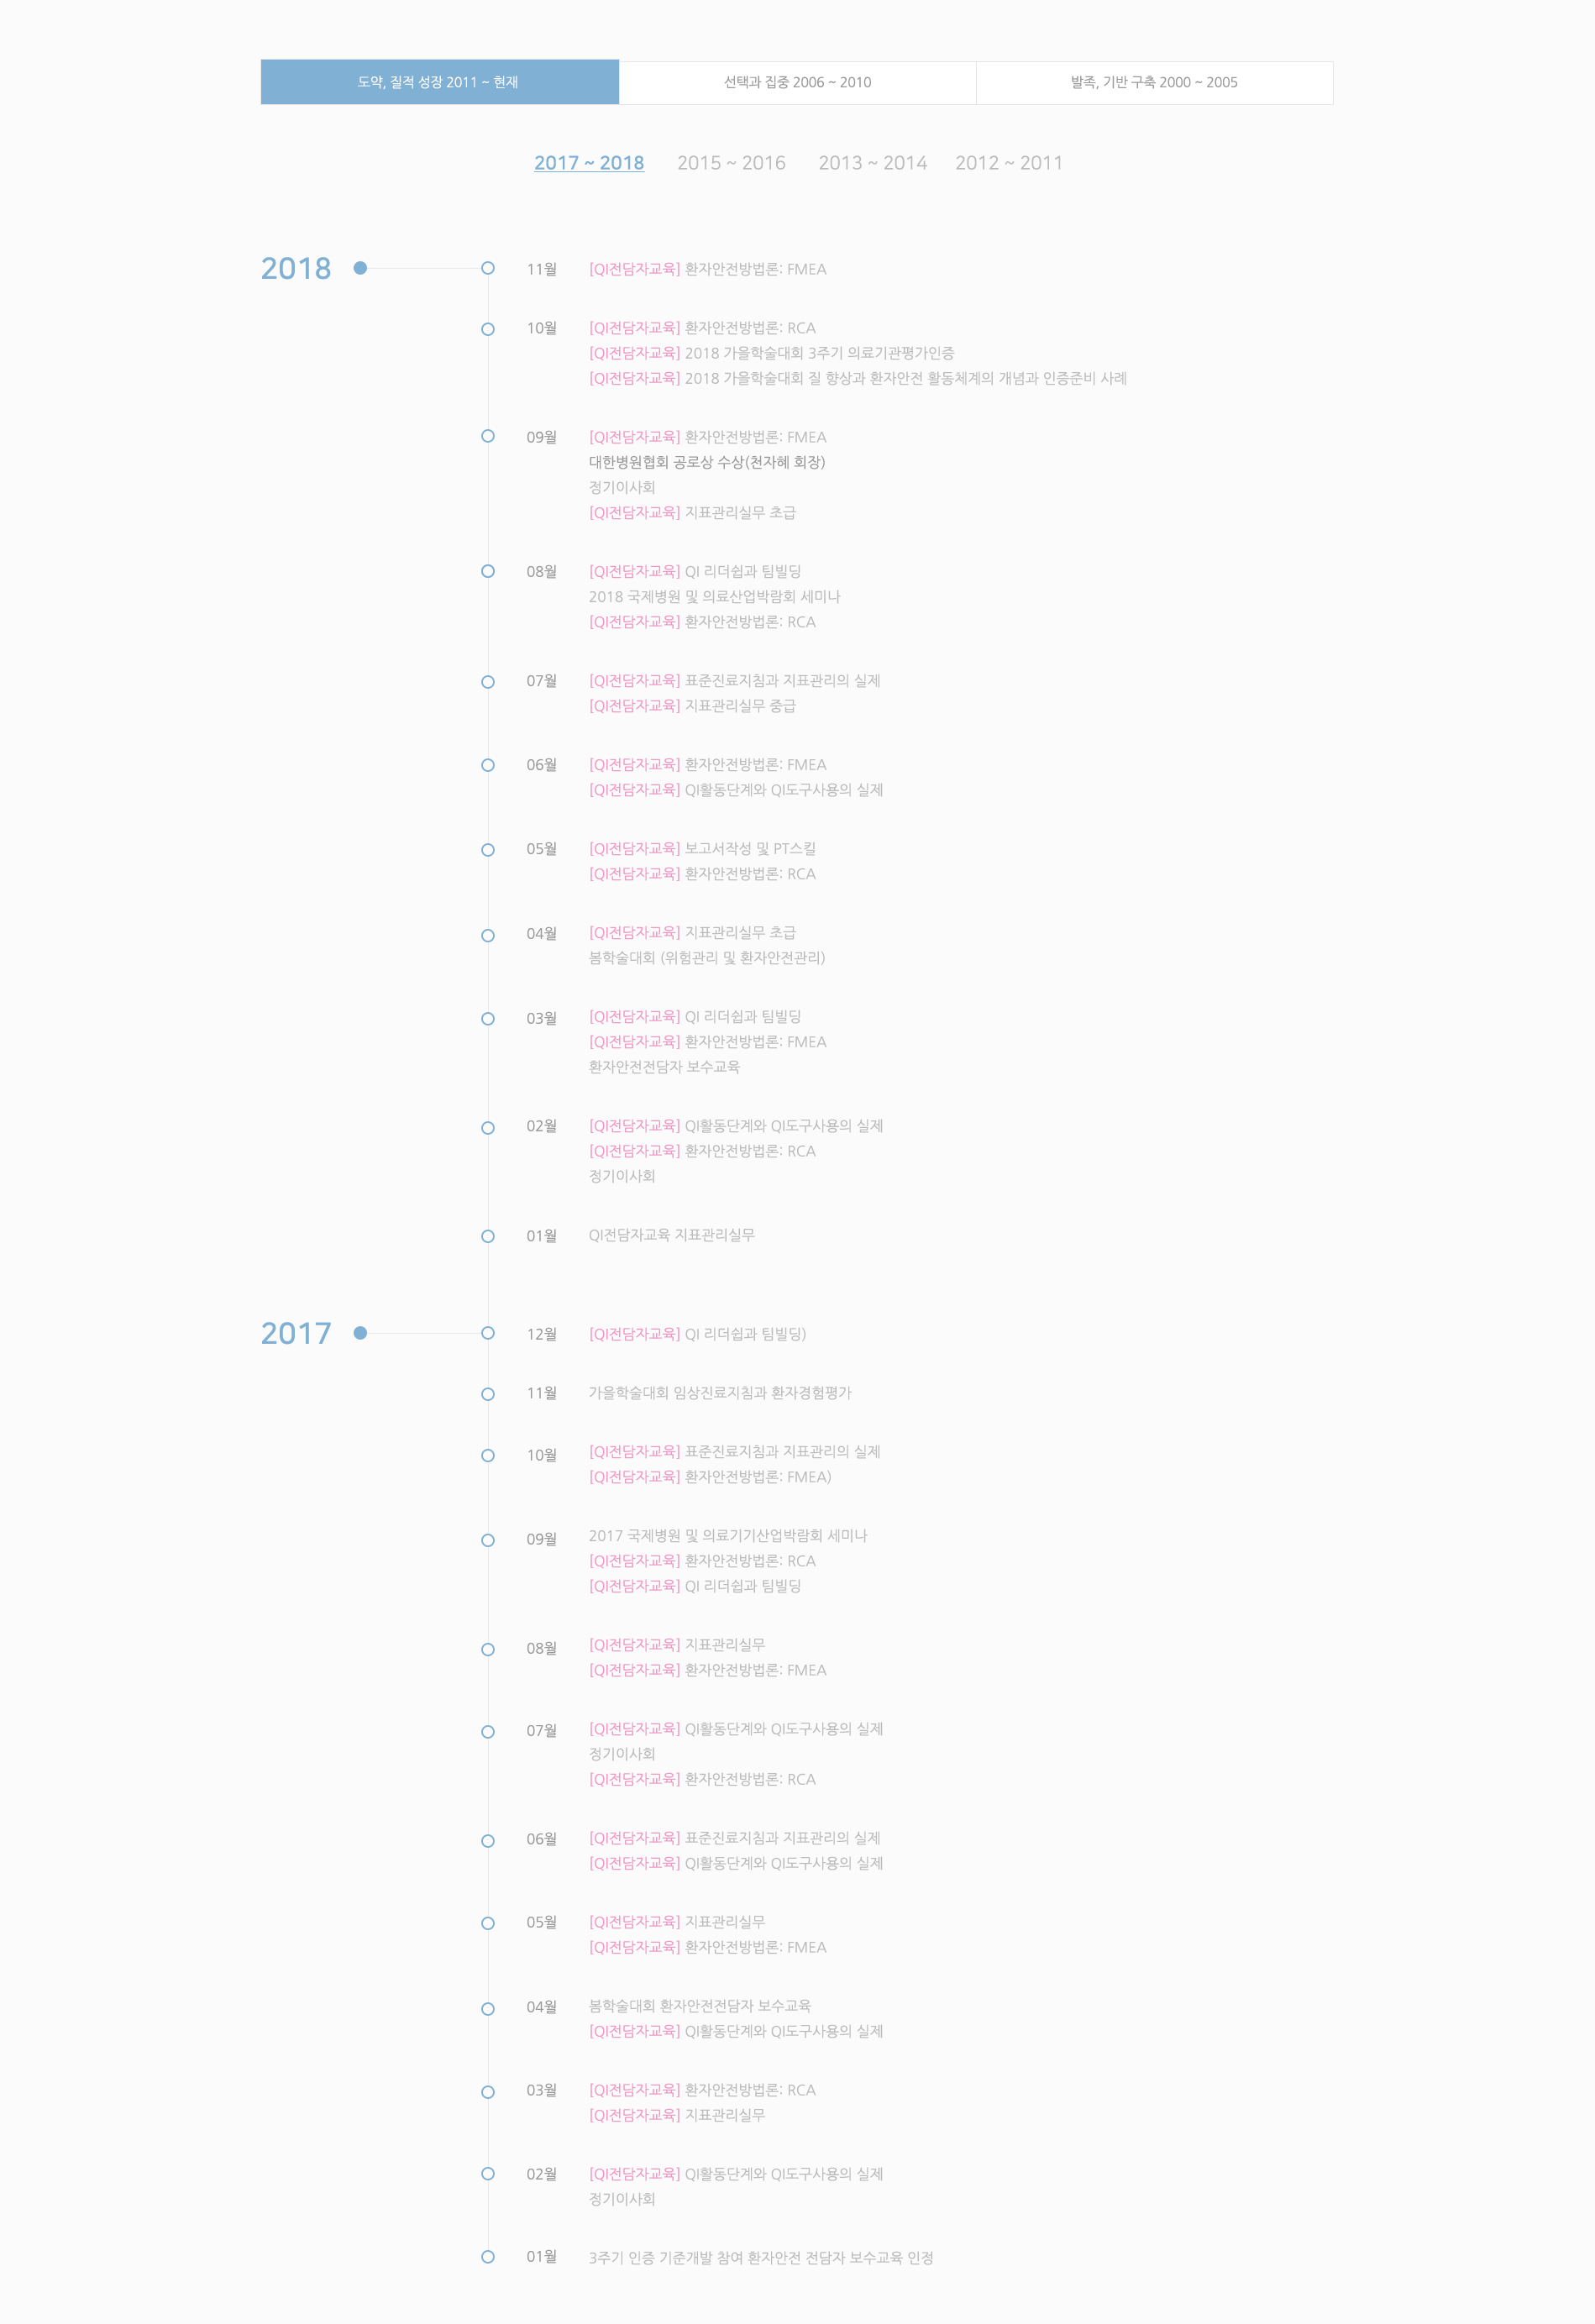 도약, 질적 성장 2011 ~ 현재
선택과 집중 2006 ~ 2010
발족, 기반 구축 2000 ~ 2005
2017 ~ 2018
2015 ~ 2016
2013 ~ 2014
2012 ~ 2011
2018
11월 [QI전담자교육] 환자안전방법론: FMEA
10월 [QI전담자교육] 환자안전방법론: RCA
[QI전담자교육] 2018 가을학술대회 3주기 의료기관평가인증
[QI전담자교육] 2018 가을학술대회 질 향상과 환자안전 활동체계의 개념과 인증준비 사례
09월 [QI전담자교육] 환자안전방법론: FMEA
대한병원협회 공로상 수상(천자혜 회장)
정기이사회
[QI전담자교육] 지표관리실무 초급
08월 [QI전담자교육] QI 리더쉽과 팀빌딩
2018 국제병원 및 의료산업박람회 세미나
[QI전담자교육] 환자안전방법론: RCA
07월 [QI전담자교육] 표준진료지침과 지표관리의 실제
[QI전담자교육] 지표관리실무 중급
06월 [QI전담자교육] 환자안전방법론: FMEA
[QI전담자교육] QI활동단계와 QI도구사용의 실제
05월 [QI전담자교육] 보고서작성 및 PT스킬
[QI전담자교육] 환자안전방법론: RCA
04월 [QI전담자교육] 지표관리실무 초급
봄학술대회 (위험관리 및 환자안전관리)
03월 [QI전담자교육] QI 리더쉽과 팀빌딩
[QI전담자교육] 환자안전방법론: FMEA
환자안전전담자 보수교육
02월 [QI전담자교육] QI활동단계와 QI도구사용의 실제
[QI전담자교육] 환자안전방법론: RCA
정기이사회
01월 QI전담자교육 지표관리실무
2017
12월 [QI전담자교육] QI 리더쉽과 팀빌딩)
11월 가을학술대회 임상진료지침과 환자경험평가
10월 [QI전담자교육] 표준진료지침과 지표관리의 실제
[QI전담자교육] 환자안전방법론: FMEA)
09월 2017 국제병원 및 의료기기산업박람회 세미나
[QI전담자교육] 환자안전방법론: RCA
[QI전담자교육] QI 리더쉽과 팀빌딩
08월 [QI전담자교육] 지표관리실무
[QI전담자교육] 환자안전방법론: FMEA
07월 [QI전담자교육] QI활동단계와 QI도구사용의 실제
정기이사회
[QI전담자교육] 환자안전방법론: RCA
06월 [QI전담자교육] 표준진료지침과 지표관리의 실제
[QI전담자교육] QI활동단계와 QI도구사용의 실제
05월 [QI전담자교육] 지표관리실무
[QI전담자교육] 환자안전방법론: FMEA
04월 봄학술대회 환자안전전담자 보수교육
[QI전담자교육] QI활동단계와 QI도구사용의 실제
03월 [QI전담자교육] 환자안전방법론: RCA
[QI전담자교육] 지표관리실무
02월 [QI전담자교육] QI활동단계와 QI도구사용의 실제
정기이사회
01월 3주기 인증 기준개발 참여 환자안전 전담자 보수교육 인정